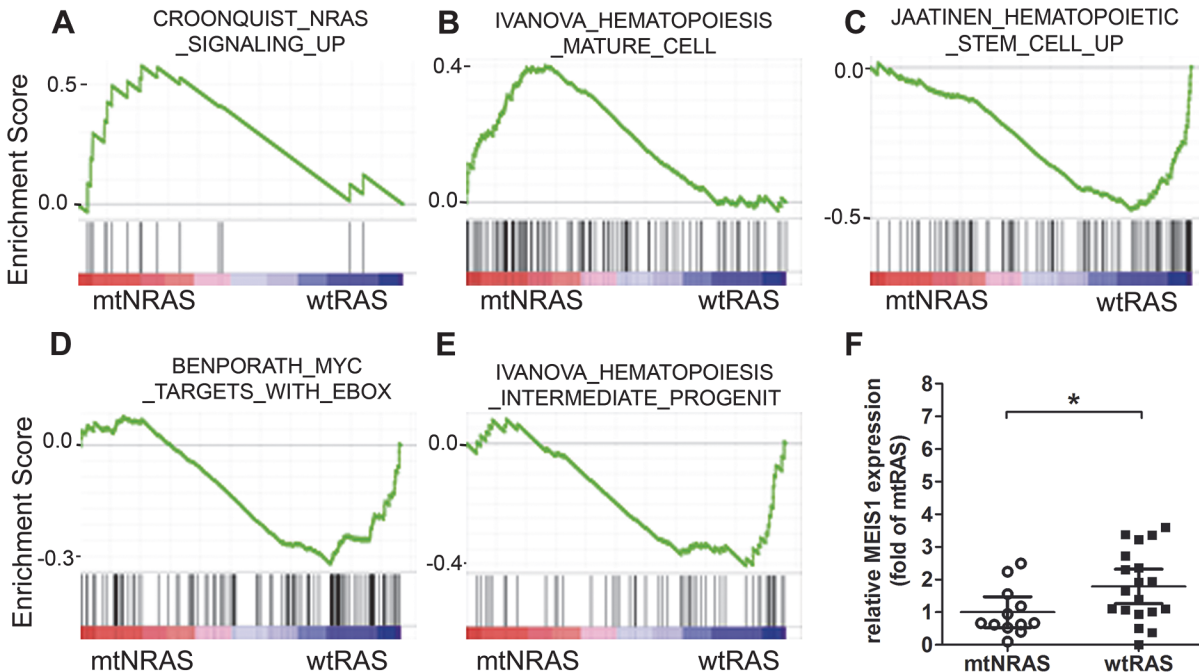 A
CROONQUIST_NRAS
_SIGNALING_UP
Enrichment Score
0.5
0.0
mtNRAS
wtRAS
B
IVANOVA_HEMATOPOIESIS
_MATURE_CELL
0.4
0.0
mtNRAS
wtRAS
C
JAATINEN_HEMATOPOIETIC
_STEM_CELL_UP
0.0
-0.5
mtNRAS
wtRAS
D
BENPORATH_MYC
_TARGETS_WITH_EBOX
Enrichment Score
0.0
-0.3
mtNRAS
wtRAS
E
IVANOVA_HEMATOPOIESIS
_INTERMEDIATE_PROGENIT
0.0
-0.4
mtNRAS
wtRAS
F
relative MEIS1 expression
(fold of mtRAS)
8
7
6
5
4
3
2
1
0
*
mtNRAS
wtRAS